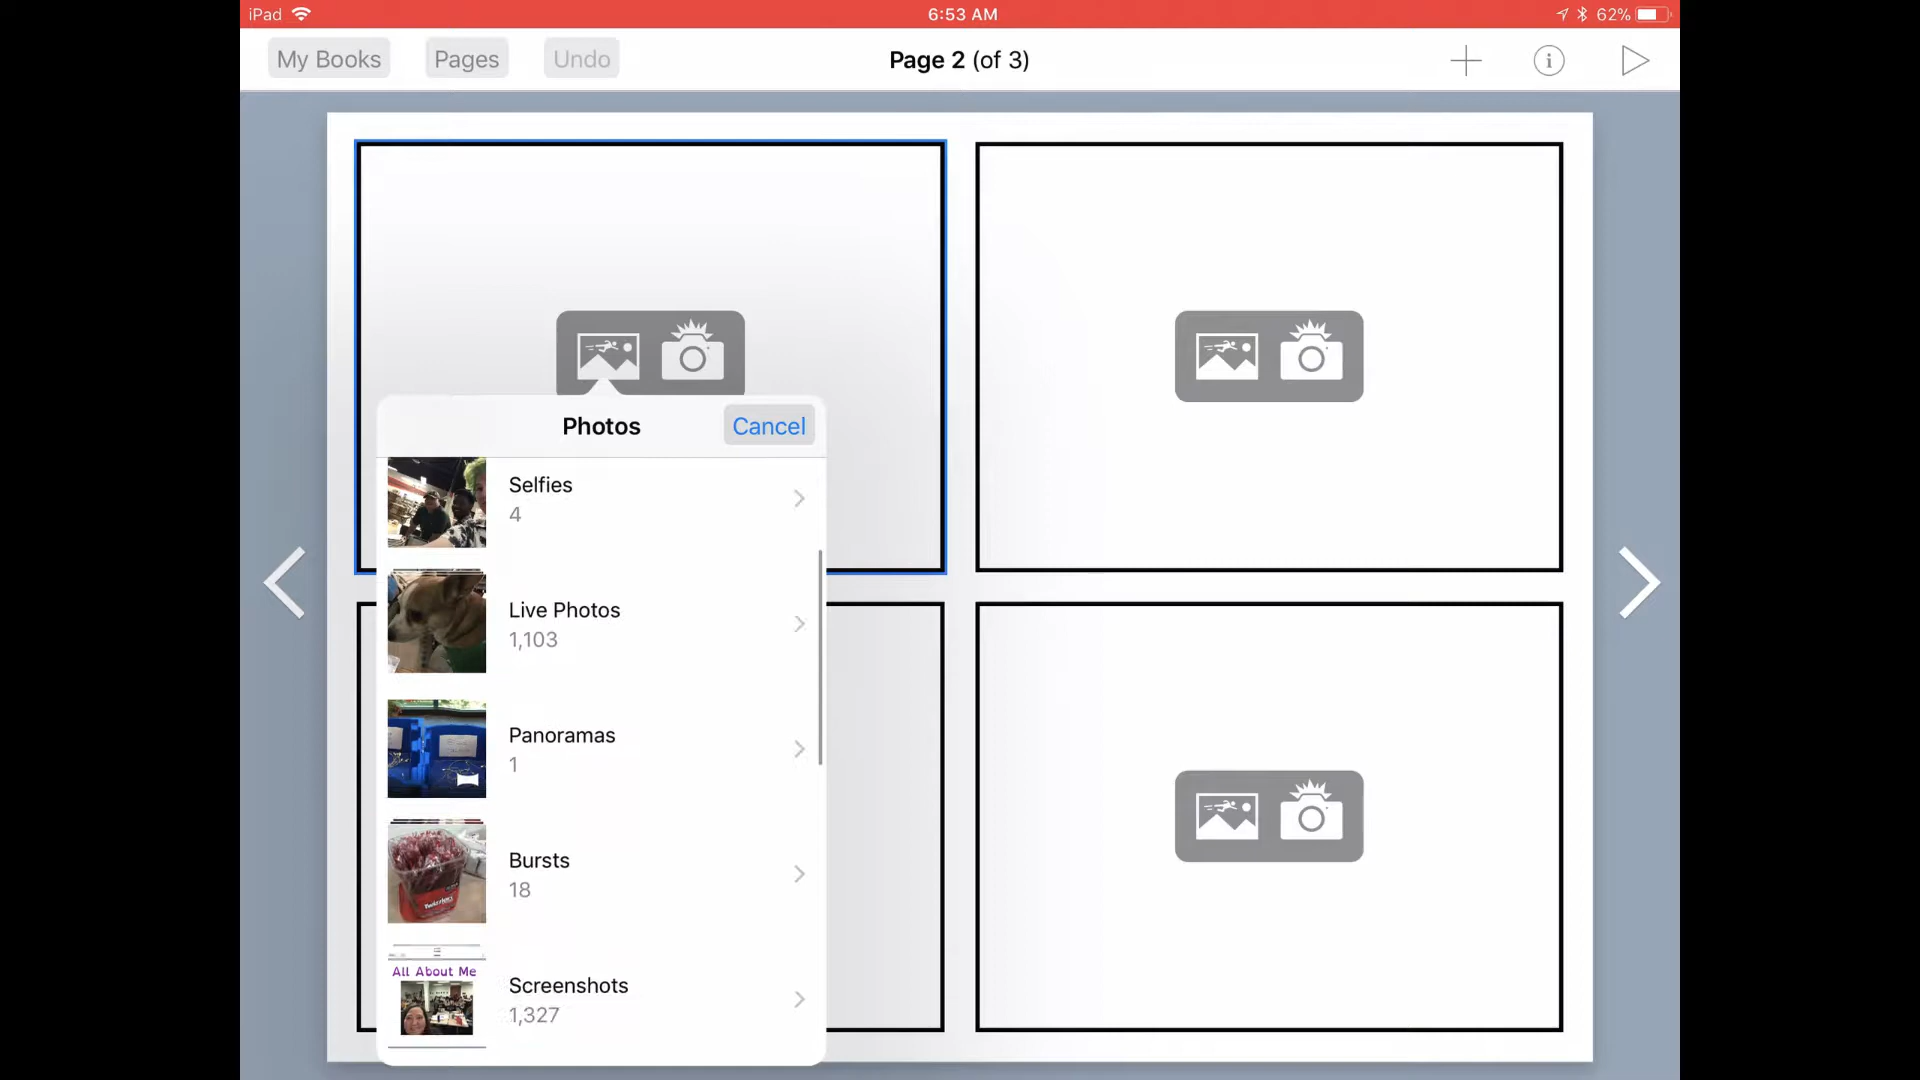 iPad 6:53 AM 62%
My Books Pages Undo Page 2 (of 3)
Photos Cancel
Selfies
4
Live Photos
1,103
Panoramas
1
Bursts
18
All About Me
Screenshots
1,327